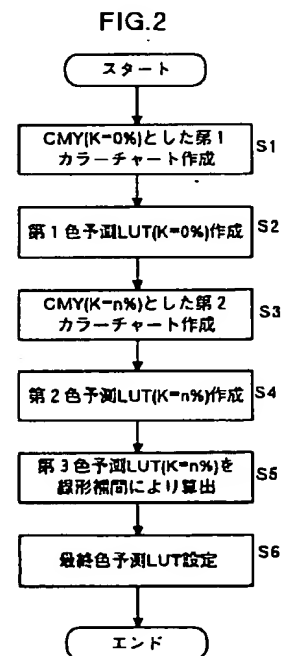 FIG.2
スタート
CMY(K=0%)とした第1
カラーチャート作成
S1
第1色予測LUT(K=0%)作成
S2
CMY(K=n%)とした第2
カラーチャート作成
S3
第2色予測LUT(K=n%)作成
S4
第3色予測LUT(K=n%)を
線形補間により算出
S5
最終色予測LUT設定
S6
エンド